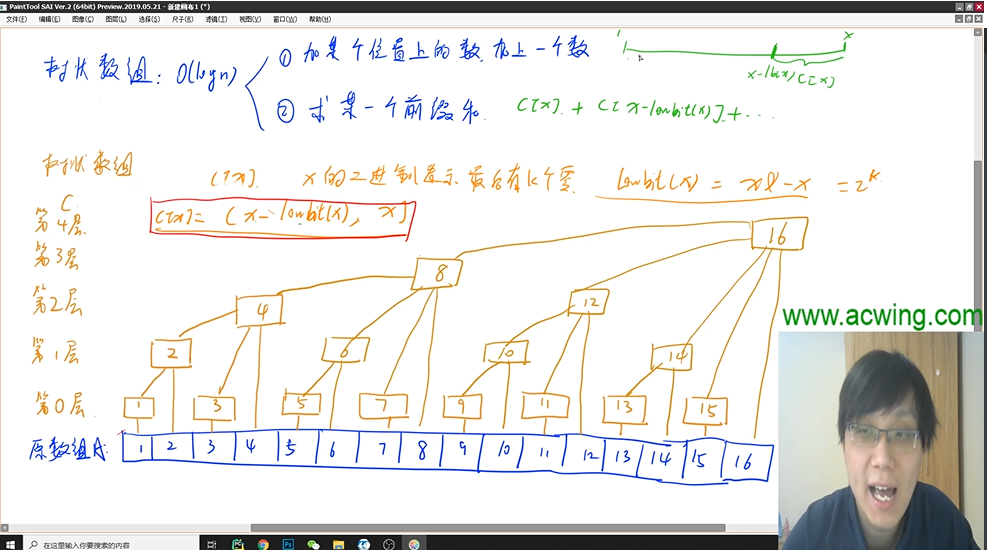 PaintTool SAI Ver.2 (64bit) Preview.2019.05.21 - 新建画布1 (*)
文件(F) 编辑(E) 图像(C) 图层(L) 选择(S) 尺子(R) 滤镜(T) 视图(V) 窗口(W) 帮助(H)
树状数组: O(logn)
① 加某个位置上的数,加上一个数
② 求某一个前缀和
1 x
x-lb(x) C[x]
C[x] + C[x-lowbit(x)] + ...
树状数组
C[x]. x的二进制表示最后有k个零 lowbit(x) = x&-x = 2^k
C[x] = (x-lowbit(x), x]
C
第4层
第3层
第2层
第1层
第0层
16
8
4 12
2 6 10 14
1 3 5 7 9 11 13 15
原数组A: 1 2 3 4 5 6 7 8 9 10 11 12 13 14 15 16
www.acwing.com
在这里输入你要搜索的内容